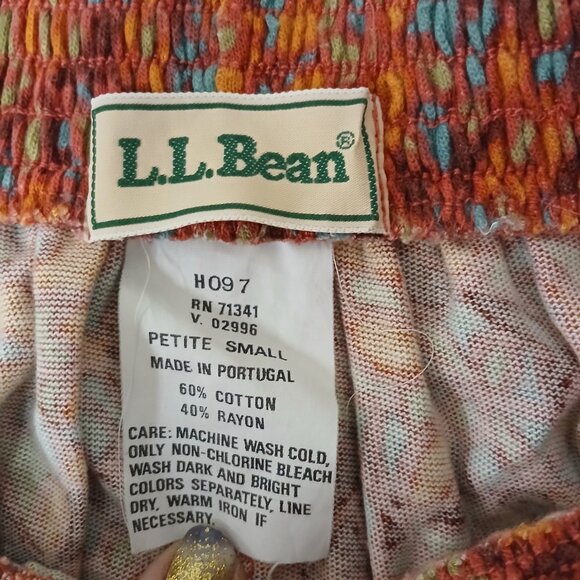 L.L.Bean®
H097
RN 71341
V. 02996
PETITE SMALL
MADE IN PORTUGAL
60% COTTON
40% RAYON
CARE: MACHINE WASH COLD,
ONLY NON-CHLORINE BLEACH
WASH DARK AND BRIGHT
COLORS SEPARATELY, LINE
DRY, WARM IRON IF
NECESSARY.